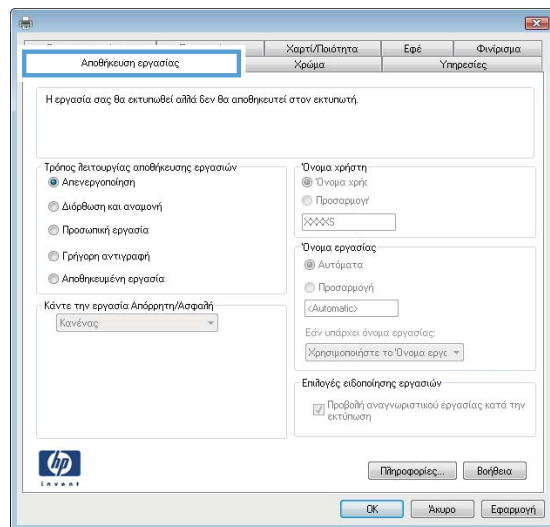 Χαρτί/Ποιότητα Εφέ Φινίρισμα
Αποθήκευση εργασίας Χρώμα Υπηρεσίες
Η εργασία σας θα εκτυπωθεί αλλά δεν θα αποθηκευτεί στον εκτυπωτή.
Τρόπος λειτουργίας αποθήκευσης εργασιών
Απενεργοποίηση
Διόρθωση και αναμονή
Προσωπική εργασία
Γρήγορη αντιγραφή
Αποθηκευμένη εργασία
Κάντε την εργασία Απόρρητη/Ασφαλή
Κανένας
Όνομα χρήστη
Όνομα χρής
Προσαρμογή
Όνομα εργασίας
Αυτόματα
Προσαρμογή
<Automatic>
Εάν υπάρχει όνομα εργασίας:
Χρησιμοποιήστε το Όνομα εργς
Επιλογές ειδοποίησης εργασιών
Προβολή αναγνωριστικού εργασίας κατά την
εκτύπωση
hp
invent
Πληροφορίες... Βοήθεια
OK Άκυρο Εφαρμογή